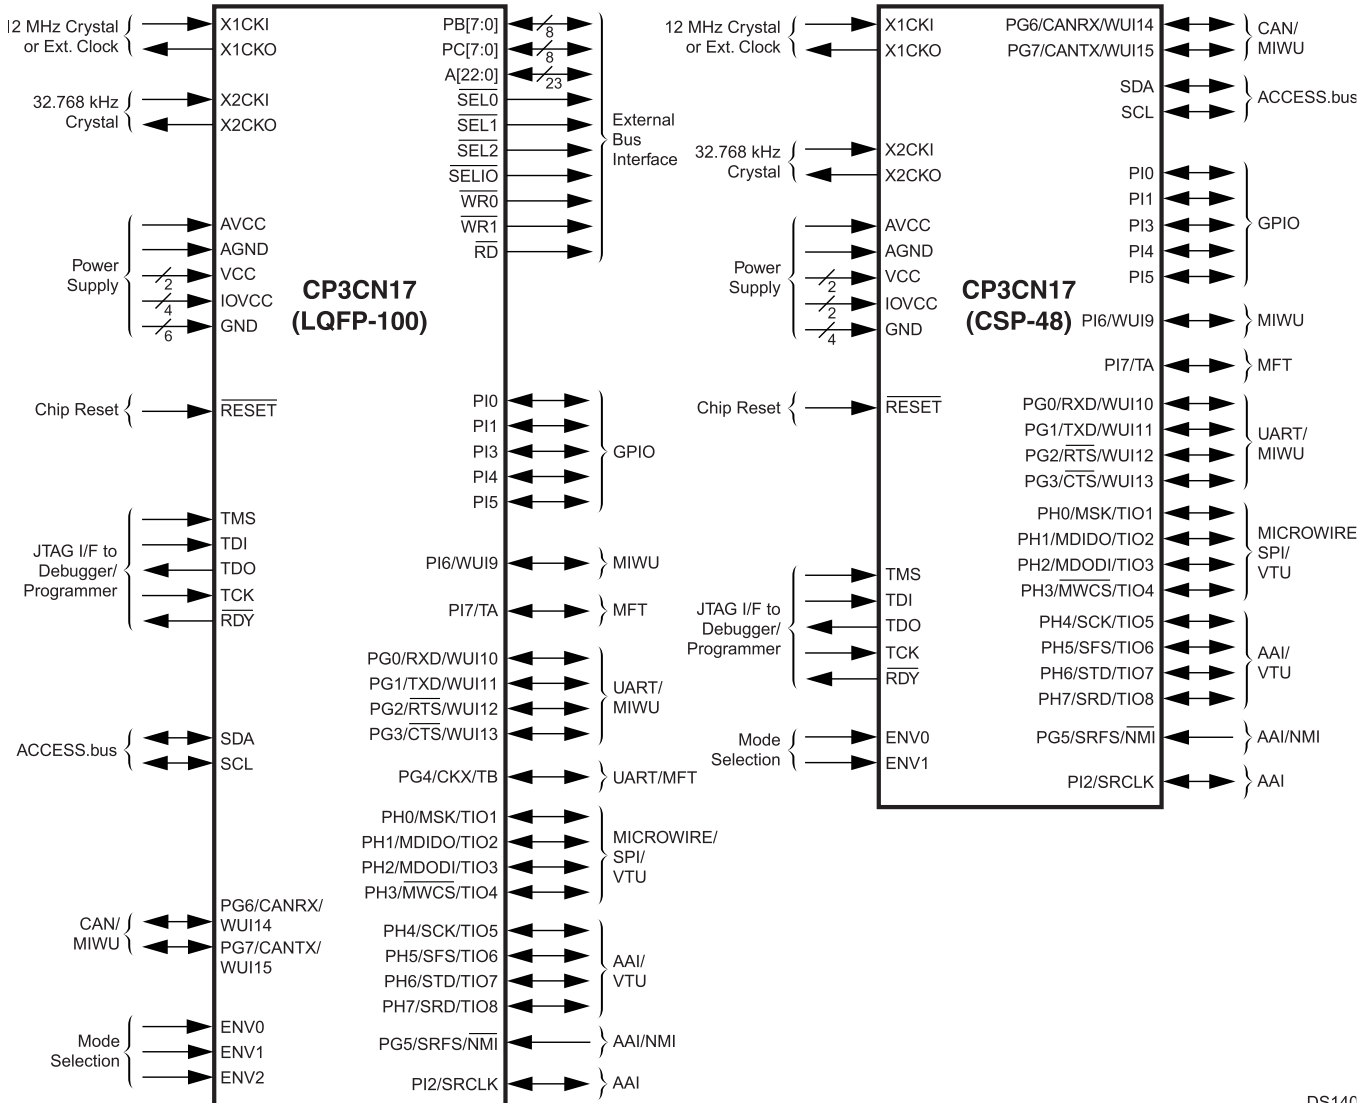 12 MHz Crystal
or Ext. Clock
X1CKI
X1CKO
32.768 kHz
Crystal
X2CKI
X2CKO
Power
Supply
AVCC
AGND
VCC
2
IOVCC
4
GND
6
Chip Reset
RESET
JTAG I/F to
Debugger/
Programmer
TMS
TDI
TDO
TCK
RDY
ACCESS.bus
SDA
SCL
CAN/
MIWU
PG6/CANRX/
WUI14
PG7/CANTX/
WUI15
Mode
Selection
ENV0
ENV1
ENV2
CP3CN17
(LQFP-100)
PB[7:0]
8
PC[7:0]
8
A[22:0]
23
SEL0
SEL1
SEL2
SELIO
WR0
WR1
RD
External
Bus
Interface
PI0
PI1
PI3
PI4
PI5
GPIO
PI6/WUI9
MIWU
PI7/TA
MFT
PG0/RXD/WUI10
PG1/TXD/WUI11
PG2/RTS/WUI12
PG3/CTS/WUI13
UART/
MIWU
PG4/CKX/TB
UART/MFT
PH0/MSK/TIO1
PH1/MDIDO/TIO2
PH2/MDODI/TIO3
PH3/MWCS/TIO4
MICROWIRE/
SPI/
VTU
PH4/SCK/TIO5
PH5/SFS/TIO6
PH6/STD/TIO7
PH7/SRD/TIO8
AAI/
VTU
PG5/SRFS/NMI
AAI/NMI
PI2/SRCLK
AAI
12 MHz Crystal
or Ext. Clock
X1CKI
X1CKO
32.768 kHz
Crystal
X2CKI
X2CKO
Power
Supply
AVCC
AGND
VCC
2
IOVCC
2
GND
4
Chip Reset
RESET
JTAG I/F to
Debugger/
Programmer
TMS
TDI
TDO
TCK
RDY
Mode
Selection
ENV0
ENV1
CP3CN17
(CSP-48)
PG6/CANRX/WUI14
PG7/CANTX/WUI15
CAN/
MIWU
SDA
SCL
ACCESS.bus
PI0
PI1
PI3
PI4
PI5
GPIO
PI6/WUI9
MIWU
PI7/TA
MFT
PG0/RXD/WUI10
PG1/TXD/WUI11
PG2/RTS/WUI12
PG3/CTS/WUI13
UART/
MIWU
PH0/MSK/TIO1
PH1/MDIDO/TIO2
PH2/MDODI/TIO3
PH3/MWCS/TIO4
MICROWIRE
SPI/
VTU
PH4/SCK/TIO5
PH5/SFS/TIO6
PH6/STD/TIO7
PH7/SRD/TIO8
AAI/
VTU
PG5/SRFS/NMI
AAI/NMI
PI2/SRCLK
AAI